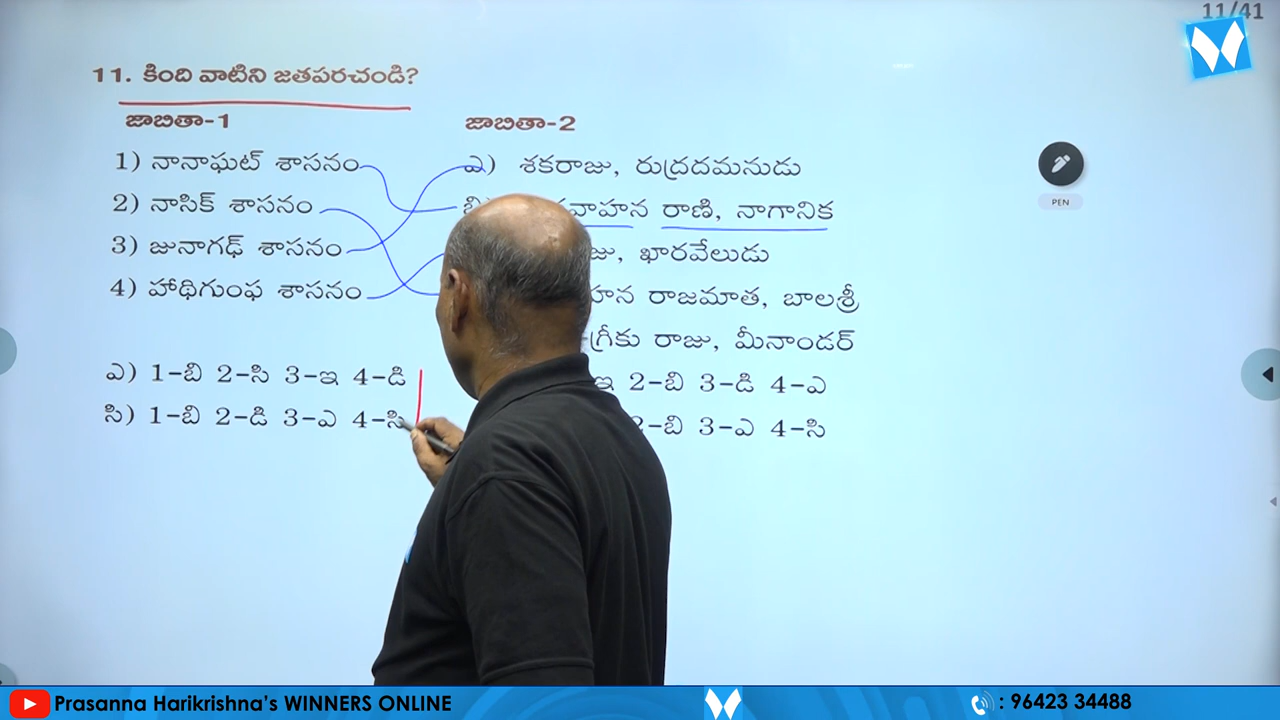 11/41
11. కింది వాటిని జతపరచండి?
జాబితా-1 జాబితా-2
1) నానాఘట్ శాసనం ఎ) శకరాజు, రుద్రదమనుడు
2) నాసిక్ శాసనం రాణి, నాగానిక
3) జునాగఢ్ శాసనం ఖారవేలుడు
4) హాథిగుంఫ శాసనం రాజమాత, బాలశ్రీ
గ్రీకు రాజు, మీనాండర్
ఎ) 1-బి 2-సి 3-ఇ 4-డి 2-బి 3-డి 4-ఎ
సి) 1-బి 2-డి 3-ఎ 4-సి 2-బి 3-ఎ 4-సి
PEN
Prasanna Harikrishna's WINNERS ONLINE : 96423 34488